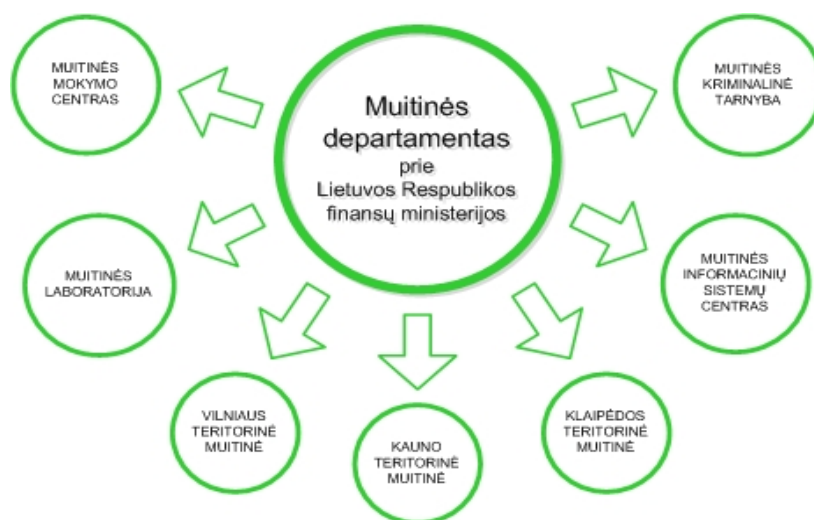 MUITINĖS
MOKYMO
CENTRAS
Muitinės
departamentas
prie
Lietuvos Respublikos
finansų ministerijos
MUITINĖS
KRIMINALINĖ
TARNYBA
MUITINĖS
LABORATORIJA
MUITINĖS
INFORMACINIŲ
SISTEMŲ
CENTRAS
VILNIAUS
TERITORINĖ
MUITINĖ
KAUNO
TERITORINĖ
MUITINĖ
KLAIPĖDOS
TERITORINĖ
MUITINĖ